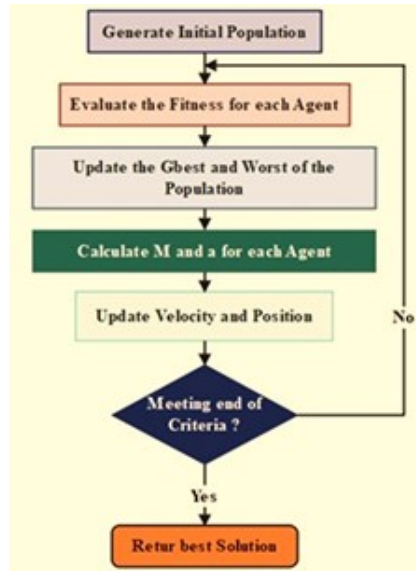 Generate Initial Population
Evaluate the Fitness for each Agent
Update the Gbest and Worst of the
Population
Calculate M and a for each Agent
Update Velocity and Position
No
Meeting end of
Criteria ?
Yes
Retur best Solution